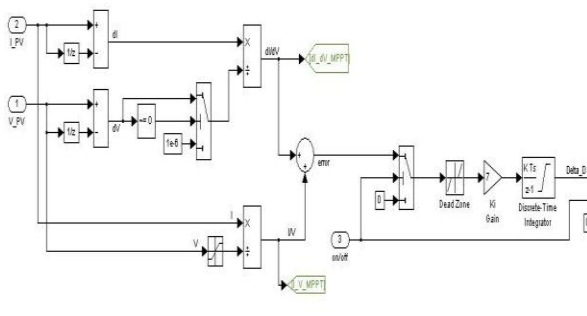 2
I_PV
1/z
+
-
dI
×
÷
dI/dV
[dI_dV_MPPT]
1
V_PV
1/z
+
-
dV
~= 0
1e-6
+
+
error
0
Dead Zone
7
Ki
Gain
K Ts
z-1
Discrete-Time
Integrator
Delta_D
I
V
×
÷
I/V
[I_V_MPPT]
3
on/off